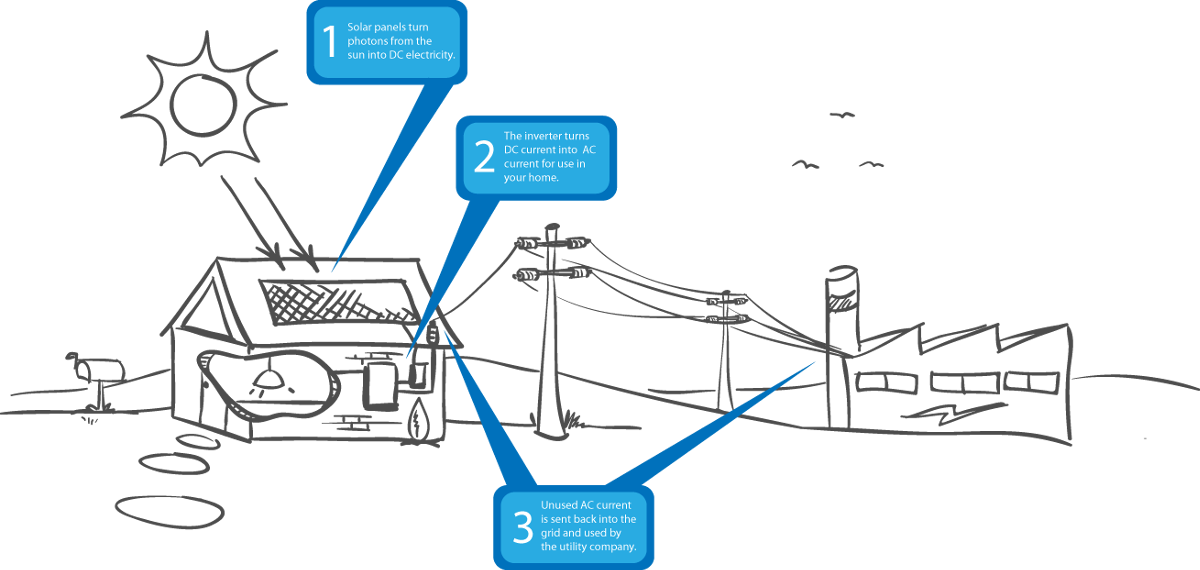 1
Solar panels turn
photons from the
sun into DC electricity.
2
The inverter turns
DC current into AC
current for use in
your home.
3
Unused AC current
is sent back into the
grid and used by
the utility company.